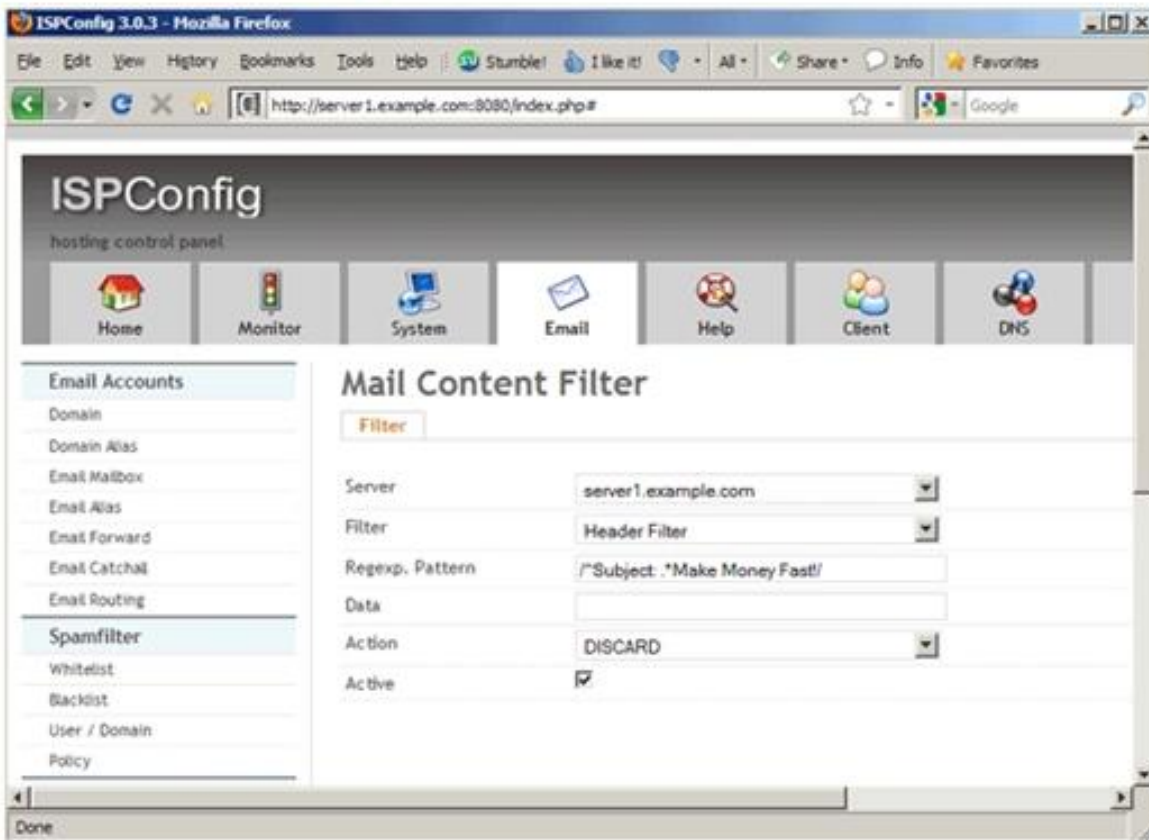 ISPConfig 3.0.3 - Mozilla Firefox
File Edit View History Bookmarks Tools Help Stumble! I like it! All Share Info Favorites
http://server1.example.com:8080/index.php# Google
ISPConfig
hosting control panel
Home Monitor System Email Help Client DNS
Email Accounts
Domain
Domain Alias
Email Mailbox
Email Alias
Email Forward
Email Catchall
Email Routing
Spamfilter
Whitelist
Blacklist
User / Domain
Policy
Mail Content Filter
Filter
Server server1.example.com
Filter Header Filter
Regexp. Pattern /^Subject: .*Make Money Fast!/
Data
Action DISCARD
Active
Done